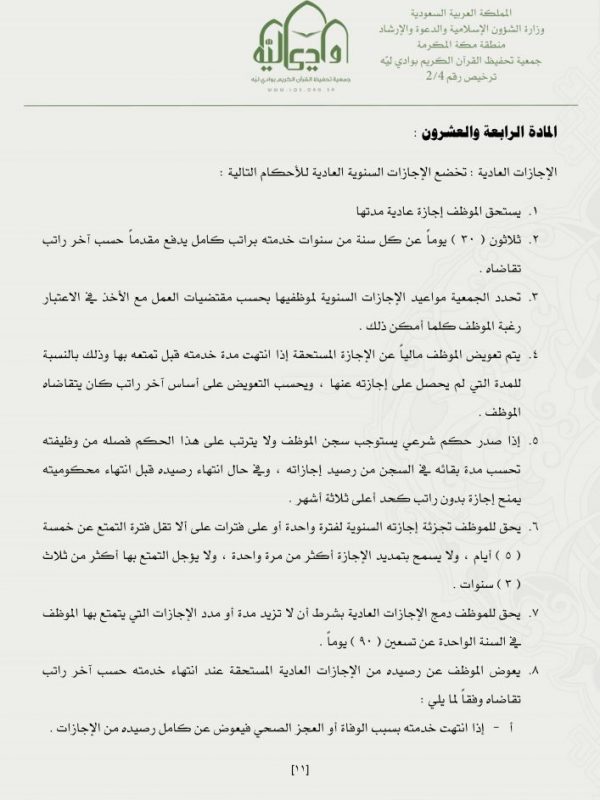 المملكة العربية السعودية
وزارة الشؤون الإسلامية والدعوة والإرشاد
منطقة مكة المكرمة
جمعية تحفيظ القرآن الكريم بوادي ليّه
ترخيص رقم 2/4
وادي ليّه
جمعية تحفيظ القرآن الكريم بوادي ليّه
WWW.IQS.ORG.SA
المادة الرابعة والعشرون :
الإجازات العادية : تخضع الإجازات السنوية العادية للأحكام التالية :
١. يستحق الموظف إجازة عادية مدتها
٢. ثلاثون ( ٣٠ ) يوماً عن كل سنة من سنوات خدمته براتب كامل يدفع مقدماً حسب آخر راتب
تقاضاه .
٣. تحدد الجمعية مواعيد الإجازات السنوية لموظفيها بحسب مقتضيات العمل مع الأخذ في الاعتبار
رغبة الموظف كلما أمكن ذلك .
٤. يتم تعويض الموظف مالياً عن الإجازة المستحقة إذا انتهت مدة خدمته قبل تمتعه بها وذلك بالنسبة
للمدة التي لم يحصل على إجازته عنها ، ويحسب التعويض على أساس آخر راتب كان يتقاضاه
الموظف .
٥. إذا صدر حكم شرعي يستوجب سجن الموظف ولا يترتب على هذا الحكم فصله من وظيفته
تحسب مدة بقائه في السجن من رصيد إجازاته ، وفي حال انتهاء رصيده قبل انتهاء محكوميته
يمنح إجازة بدون راتب كحد أعلى ثلاثة أشهر .
٦. يحق للموظف تجزئة إجازته السنوية لفترة واحدة أو على فترات على ألا تقل فترة التمتع عن خمسة
( ٥ ) أيام ، ولا يسمح بتمديد الإجازة أكثر من مرة واحدة ، ولا يؤجل التمتع بها أكثر من ثلاث
( ٣ ) سنوات .
٧. يحق للموظف دمج الإجازات العادية بشرط أن لا تزيد مدة أو مدد الإجازات التي يتمتع بها الموظف
في السنة الواحدة عن تسعين ( ٩٠ ) يوماً .
٨. يعوض الموظف عن رصيده من الإجازات العادية المستحقة عند انتهاء خدمته حسب آخر راتب
تقاضاه وفقاً لما يلي :
أ - إذا انتهت خدمته بسبب الوفاة أو العجز الصحي فيعوض عن كامل رصيده من الإجازات .
[١١]